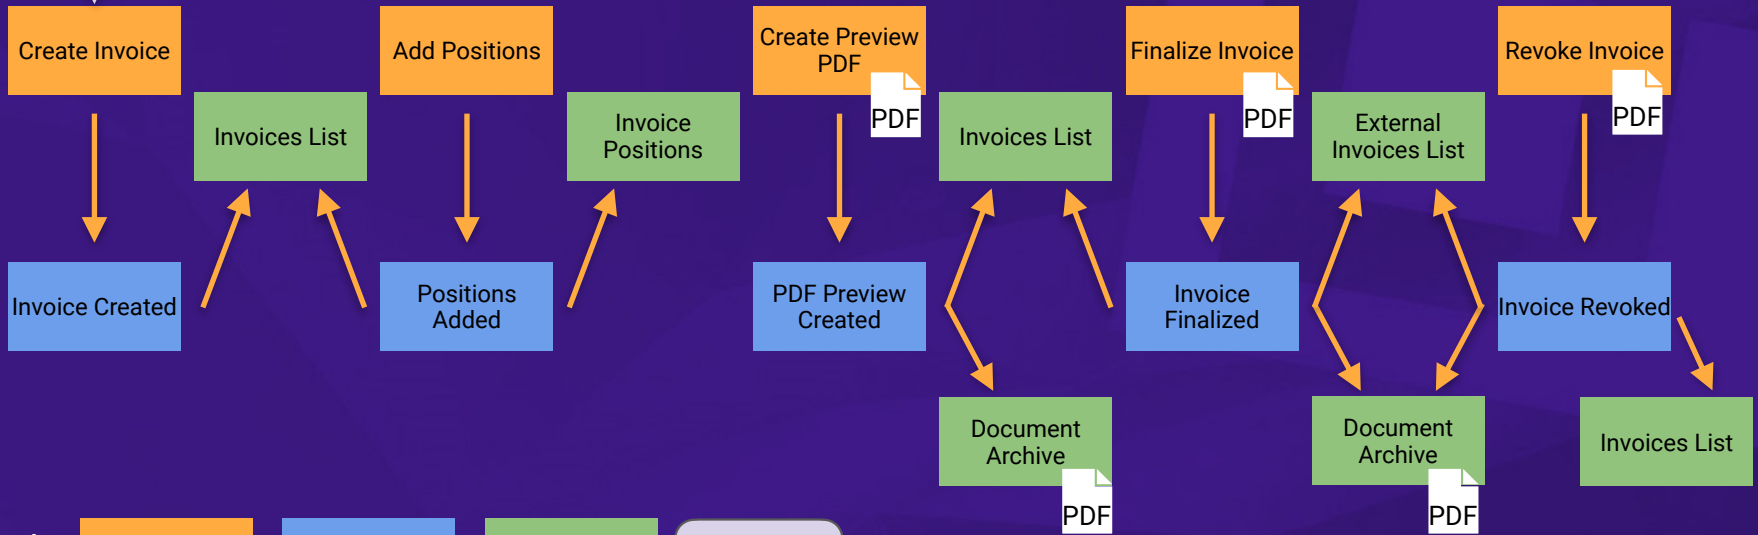 Create Invoice
Add Positions
Create Preview
PDF
PDF
Finalize Invoice
PDF
Revoke Invoice
PDF
Invoices List
Invoice
Positions
Invoices List
External
Invoices List
Invoice Created
Positions
Added
PDF Preview
Created
Invoice
Finalized
Invoice Revoked
Document
Archive
PDF
Document
Archive
PDF
Invoices List